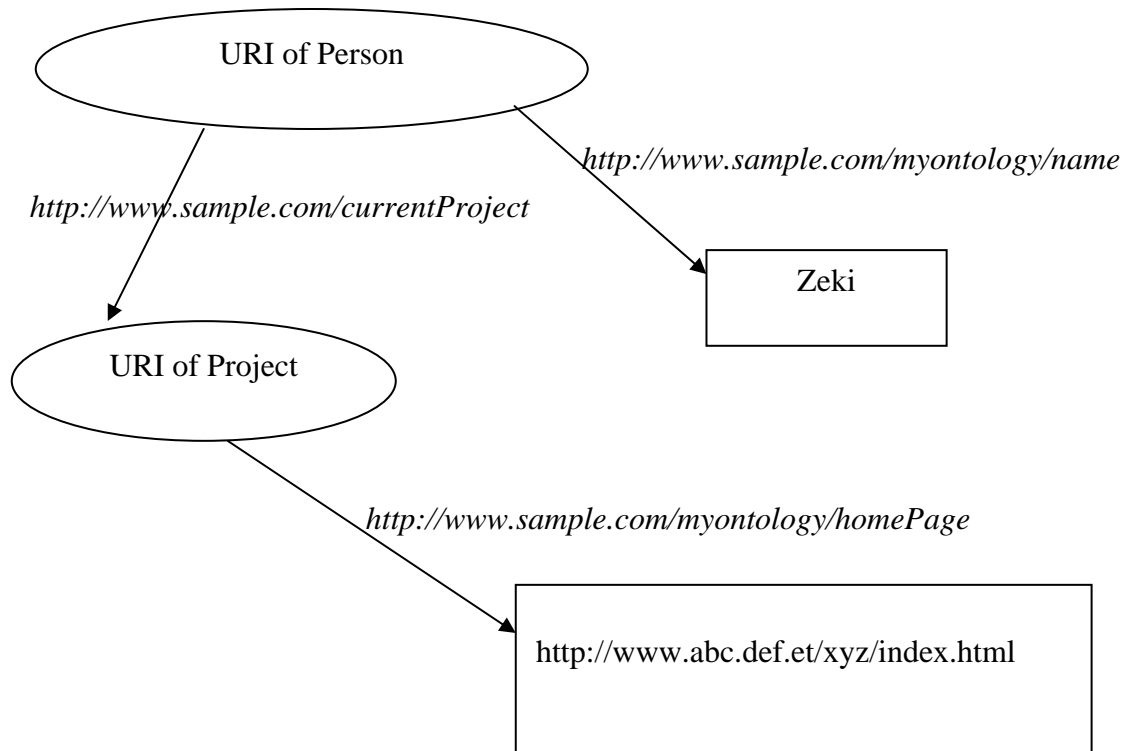 URI of Person
http://www.sample.com/myontology/name
http://www.sample.com/currentProject
Zeki
URI of Project
http://www.sample.com/myontology/homePage
http://www.abc.def.et/xyz/index.html